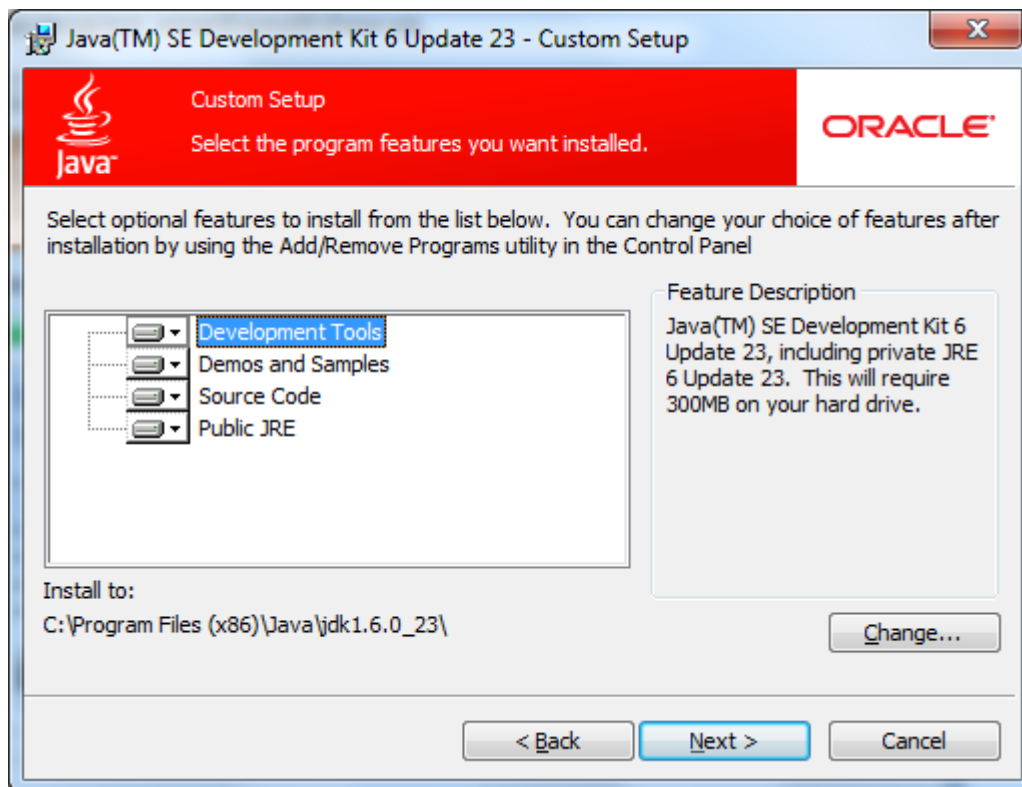 Java(TM) SE Development Kit 6 Update 23 - Custom Setup
Custom Setup
Select the program features you want installed.
Java™
ORACLE®
Select optional features to install from the list below.  You can change your choice of features after
installation by using the Add/Remove Programs utility in the Control Panel
Development Tools
Demos and Samples
Source Code
Public JRE
Feature Description
Java(TM) SE Development Kit 6
Update 23, including private JRE
6 Update 23.  This will require
300MB on your hard drive.
Install to:
C:\Program Files (x86)\Java\jdk1.6.0_23\
Change...
< Back
Next >
Cancel